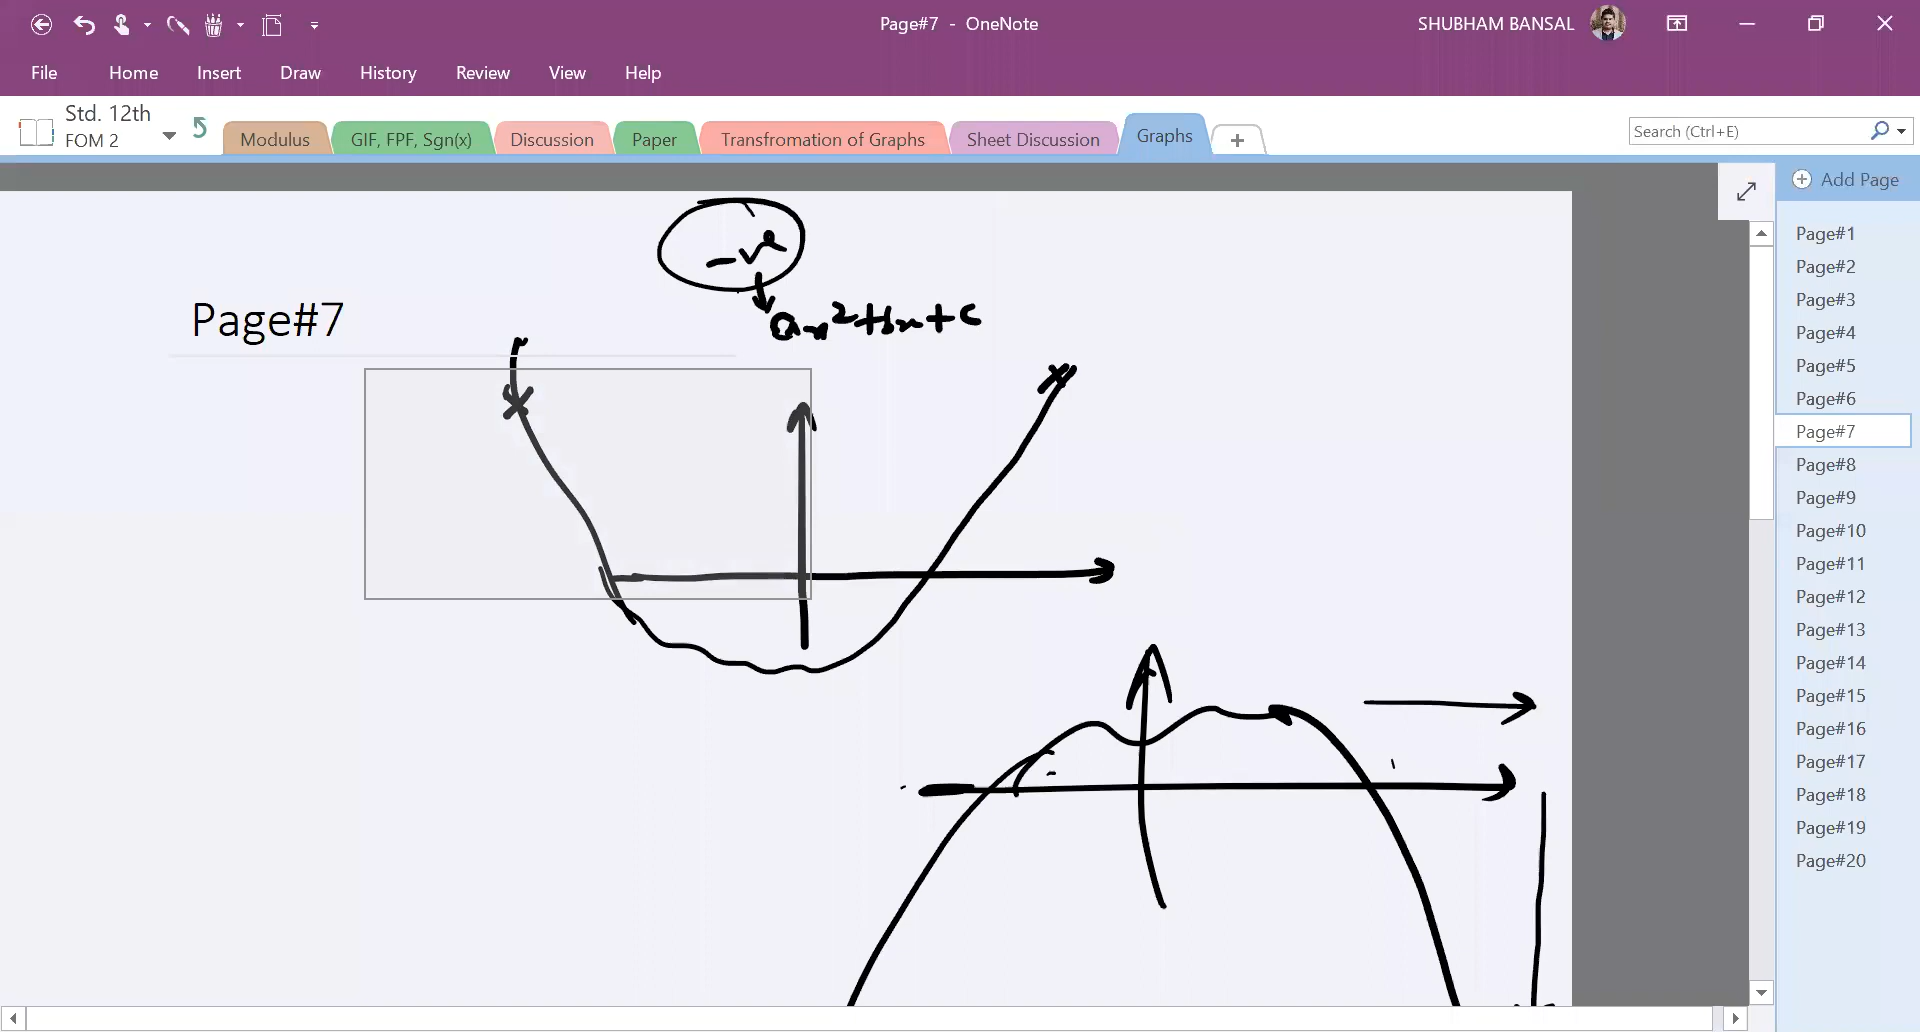 Page#7 - OneNote
SHUBHAM BANSAL
File Home Insert Draw History Review View Help
Std. 12th
FOM 2
Modulus GIF, FPF, Sgn(x) Discussion Paper Transfromation of Graphs Sheet Discussion Graphs +
Search (Ctrl+E)
Add Page
Page#7
ax²+bx+c
Page#1
Page#2
Page#3
Page#4
Page#5
Page#6
Page#7
Page#8
Page#9
Page#10
Page#11
Page#12
Page#13
Page#14
Page#15
Page#16
Page#17
Page#18
Page#19
Page#20